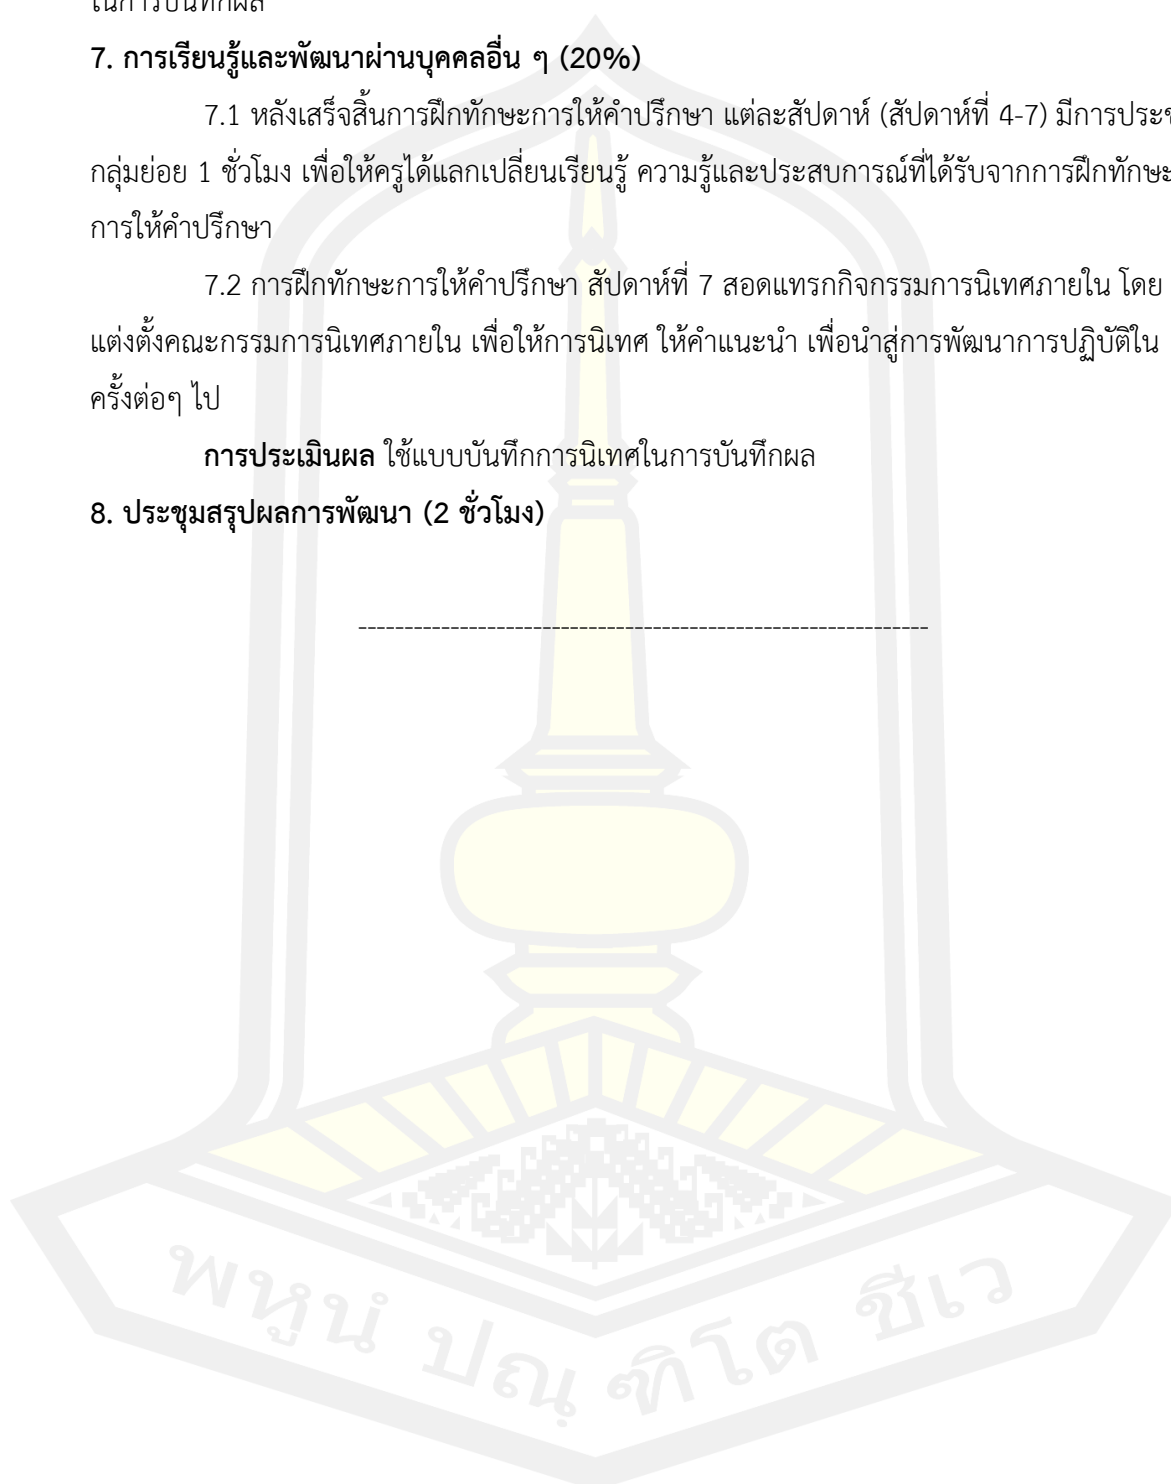 ในการบันทึกผล
7. การเรียนรู้และพัฒนาผ่านบุคคลอื่น ๆ (20%)
7.1 หลังเสร็จสิ้นการฝึกทักษะการให้คำปรึกษา แต่ละสัปดาห์ (สัปดาห์ที่ 4-7) มีการประช
กลุ่มย่อย 1 ชั่วโมง เพื่อให้ครูได้แลกเปลี่ยนเรียนรู้ ความรู้และประสบการณ์ที่ได้รับจากการฝึกทักษะ
การให้คำปรึกษา
7.2 การฝึกทักษะการให้คำปรึกษา สัปดาห์ที่ 7 สอดแทรกกิจกรรมการนิเทศภายใน โดย
แต่งตั้งคณะกรรมการนิเทศภายใน เพื่อให้การนิเทศ ให้คำแนะนำ เพื่อนำสู่การพัฒนาการปฏิบัติใน
ครั้งต่อๆ ไป
การประเมินผล ใช้แบบบันทึกการนิเทศในการบันทึกผล
8. ประชุมสรุปผลการพัฒนา (2 ชั่วโมง)
--------------------------------------------------------------
พหูนํ ปณฺฑิโต ชีเว